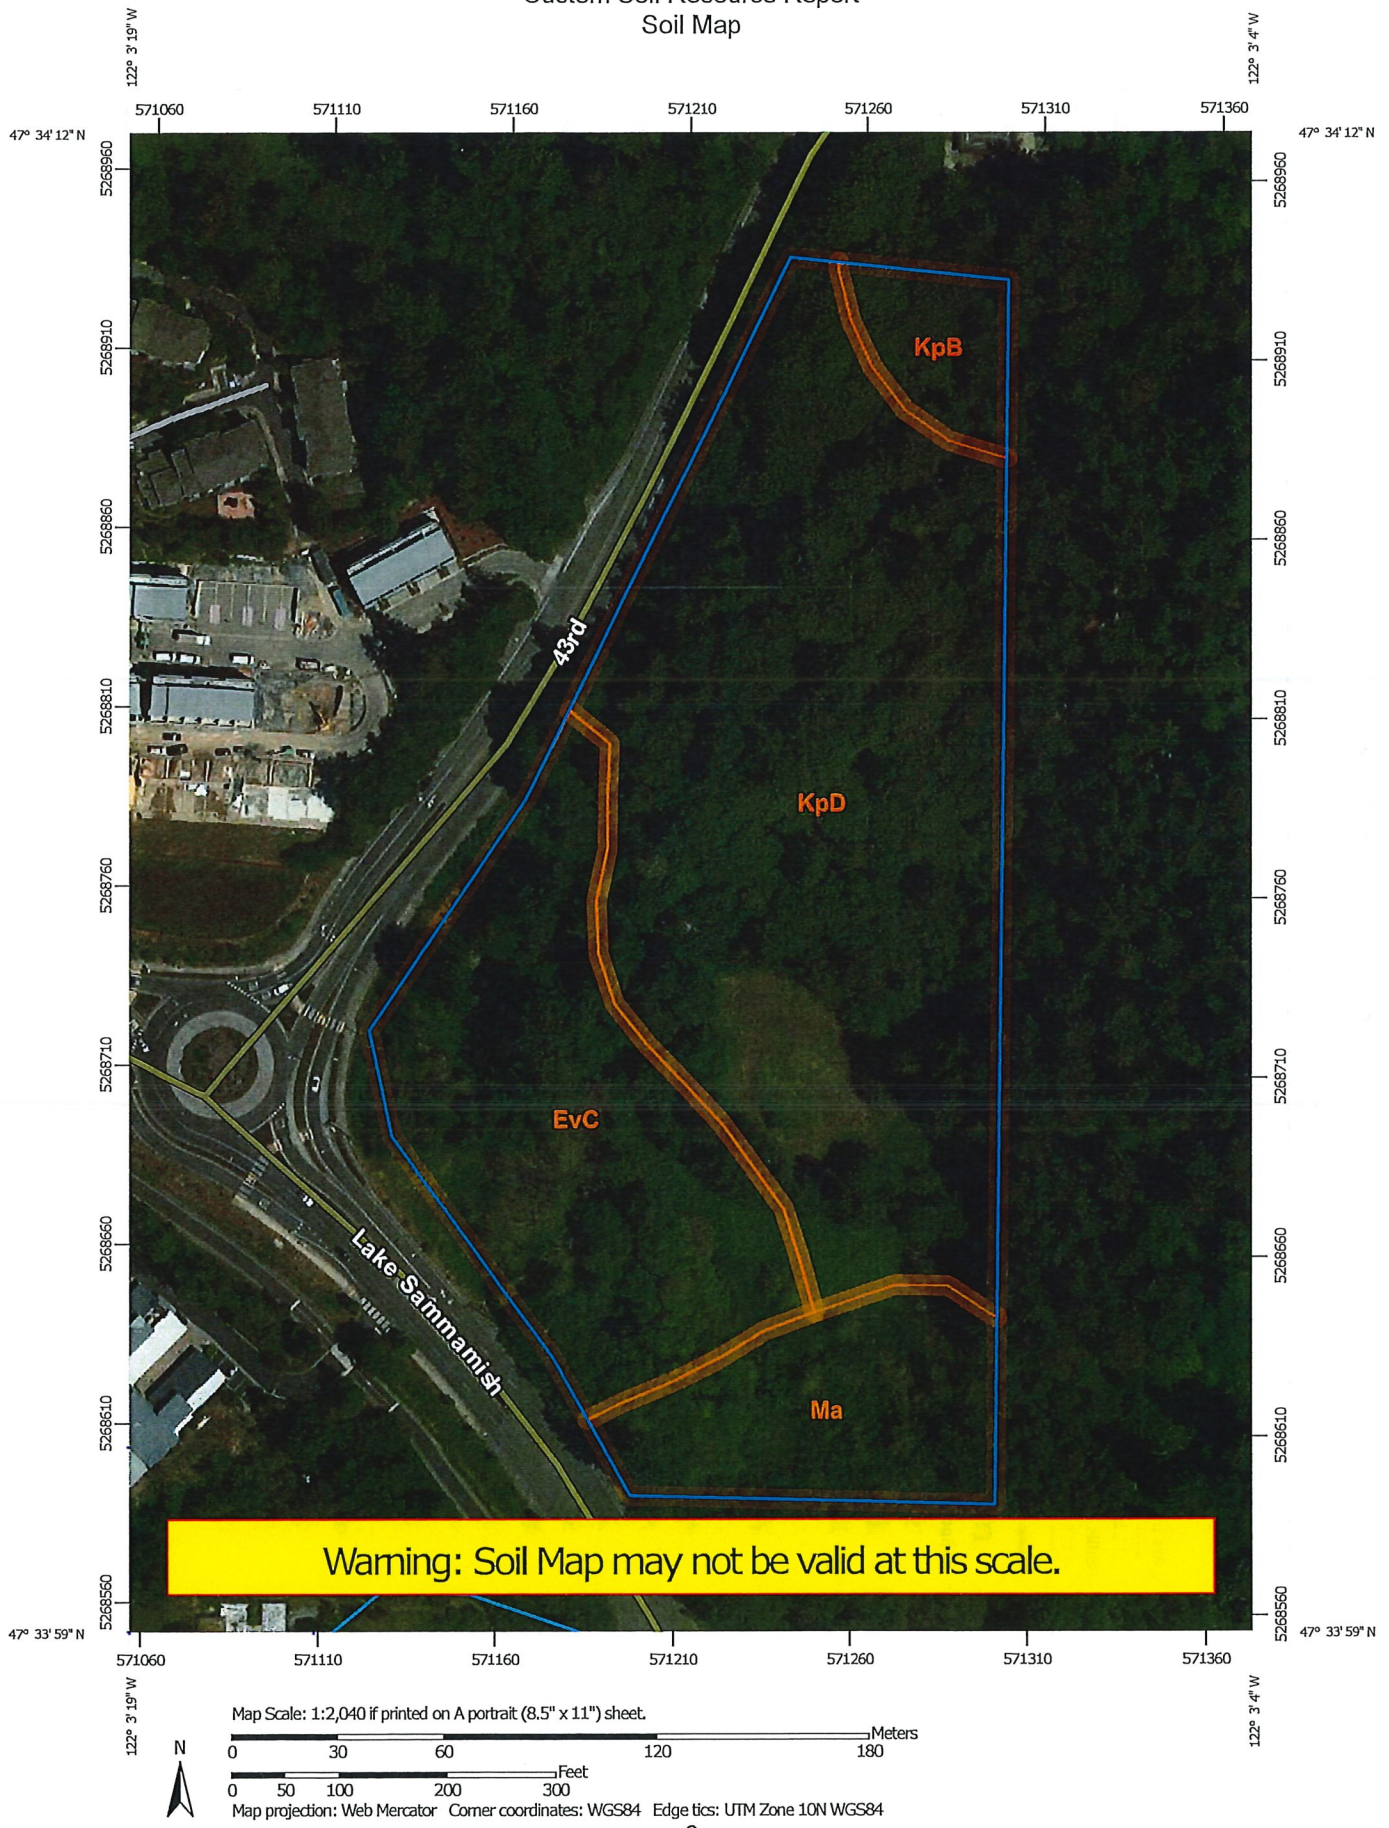 Custom Soil Resource Report
Soil Map
122° 3' 19" W
122° 3' 4" W
571060 571110 571160 571210 571260 571310 571360
47° 34' 12" N
47° 34' 12" N
5268960
5268960
KpB
5268910
5268910
5268860
5268860
43rd
5268810
5268810
KpD
5268760
5268760
5268710
5268710
EvC
5268660
5268660
Lake Sammamish
Ma
5268610
5268610
Warning: Soil Map may not be valid at this scale.
5268560
5268560
47° 33' 59" N
47° 33' 59" N
571060 571110 571160 571210 571260 571310 571360
122° 3' 19" W
122° 3' 4" W
Map Scale: 1:2,040 if printed on A portrait (8.5" x 11") sheet.
Meters
N
0 30 60 120 180
Feet
0 50 100 200 300
Map projection: Web Mercator Corner coordinates: WGS84 Edge tics: UTM Zone 10N WGS84